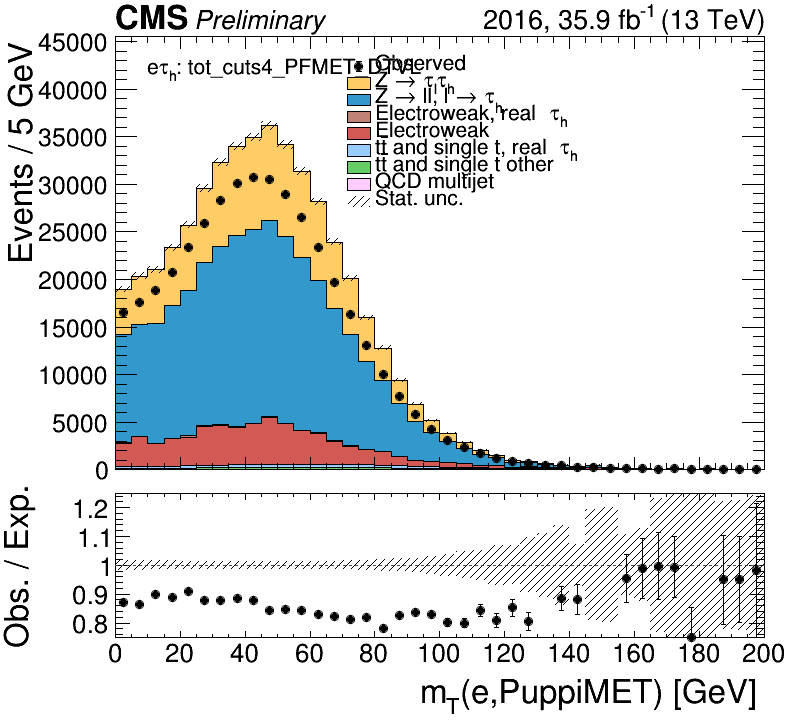 CMS Preliminary 2016, 35.9 fb⁻¹ (13 TeV)
eτh: tot_cuts4_PFMET
Observed
Z → τlτh
Z → ll, l → τh
Electroweak, real τh
Electroweak
tt and single t, real τh
tt and single t other
QCD multijet
Stat. unc.
Events / 5 GeV
45000
40000
35000
30000
25000
20000
15000
10000
5000
0
Obs. / Exp.
1.2
1.1
1
0.9
0.8
0 20 40 60 80 100 120 140 160 180 200
mT(e,PuppiMET) [GeV]